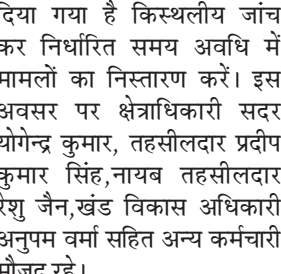 दिया गया है किस्थलीय जांच
कर निर्धारित समय अवधि में
मामलों का निस्तारण करें। इस
अवसर पर क्षेत्राधिकारी सदर
योगेन्द्र कुमार, तहसीलदार प्रदीप
कुमार सिंह,नायब तहसीलदार
रेशु जैन,खंड विकास अधिकारी
अनुपम वर्मा सहित अन्य कर्मचारी
मौजूद रहे।